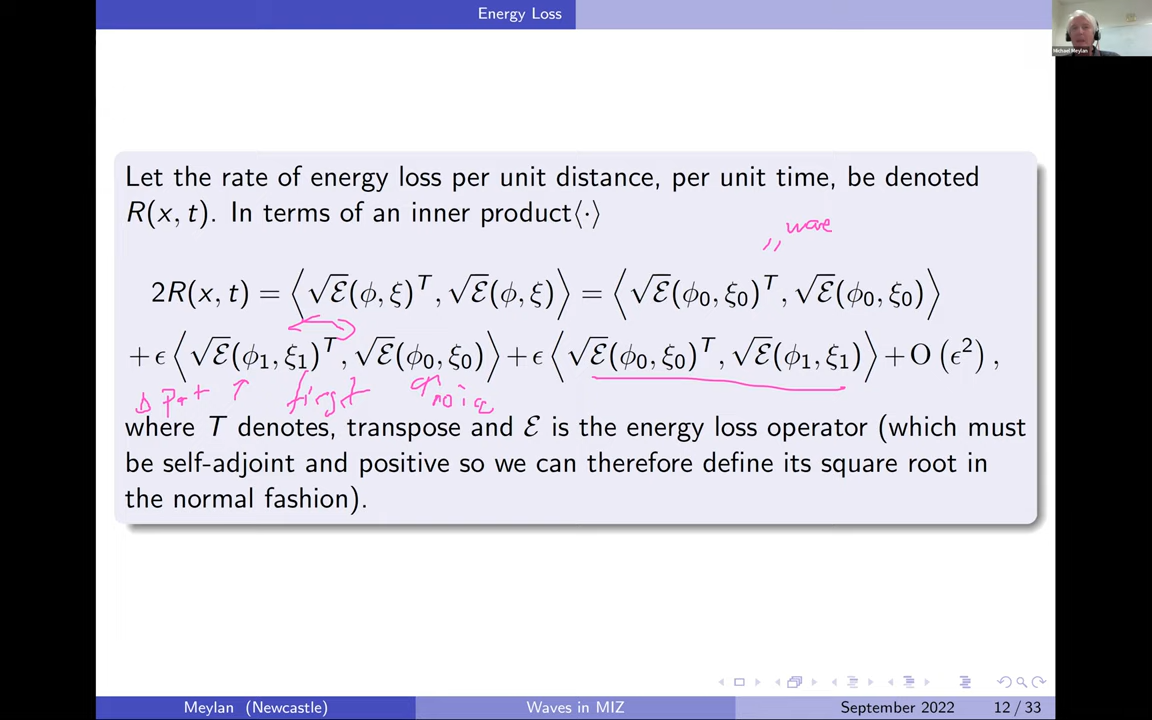 Energy Loss
Michael Meylan
Let the rate of energy loss per unit distance, per unit time, be denoted
R(x, t). In terms of an inner product⟨·⟩
wave
2R(x, t) = ⟨√ℰ(ϕ, ξ)ᵀ, √ℰ(ϕ, ξ)⟩ = ⟨√ℰ(ϕ₀, ξ₀)ᵀ, √ℰ(ϕ₀, ξ₀)⟩
+ ϵ ⟨√ℰ(ϕ₁, ξ₁)ᵀ, √ℰ(ϕ₀, ξ₀)⟩ + ϵ ⟨√ℰ(ϕ₀, ξ₀)ᵀ, √ℰ(ϕ₁, ξ₁)⟩ + O (ϵ²) ,
first
where T denotes, transpose and ℰ is the energy loss operator (which must
be self-adjoint and positive so we can therefore define its square root in
the normal fashion).
Meylan (Newcastle) Waves in MIZ September 2022 12 / 33